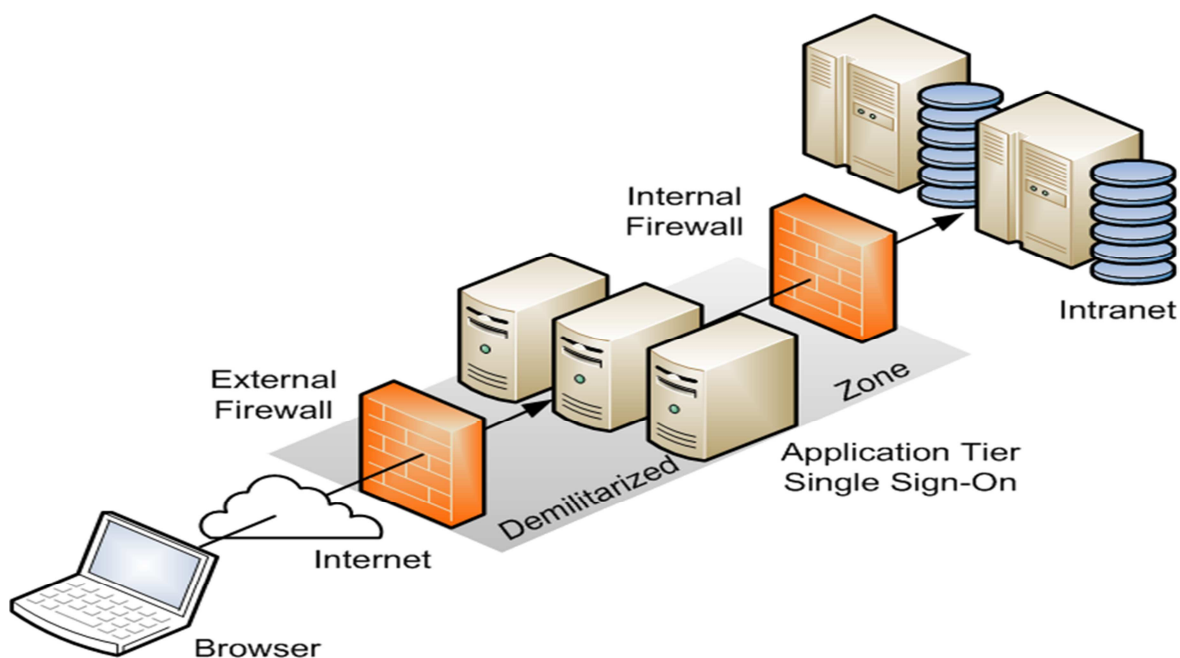 Internal
Firewall
Intranet
External
Firewall
Zone
Demilitarized
Application Tier
Single Sign-On
Internet
Browser